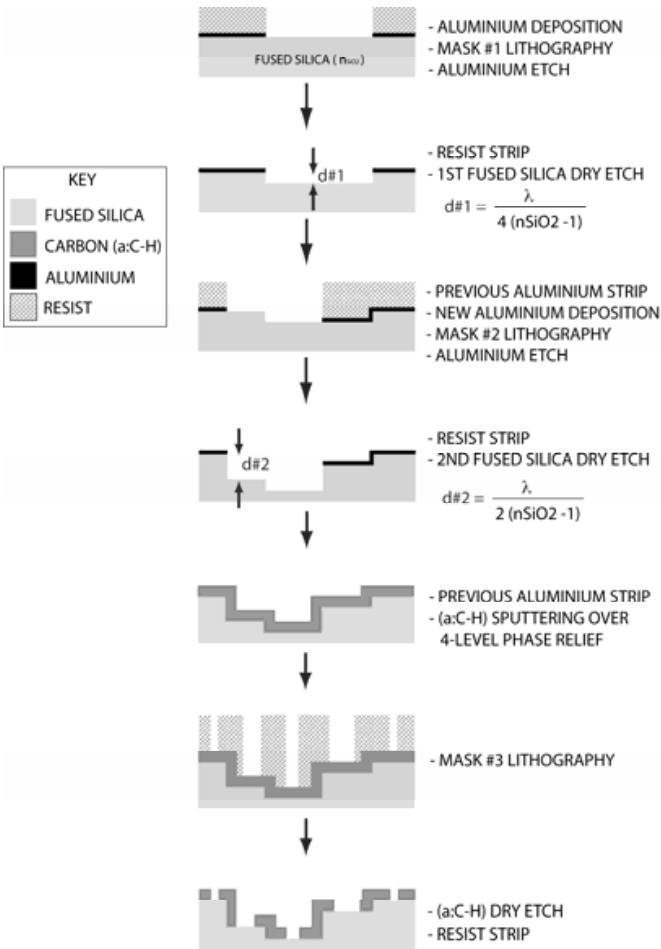 - ALUMINIUM DEPOSITION
- MASK #1 LITHOGRAPHY
- ALUMINIUM ETCH
FUSED SILICA ( nSiO2 )
- RESIST STRIP
- 1ST FUSED SILICA DRY ETCH
d#1 = λ
4 (nSiO2 -1)
d#1
KEY
FUSED SILICA
CARBON (a:C-H)
ALUMINIUM
RESIST
- PREVIOUS ALUMINIUM STRIP
- NEW ALUMINIUM DEPOSITION
- MASK #2 LITHOGRAPHY
- ALUMINIUM ETCH
- RESIST STRIP
- 2ND FUSED SILICA DRY ETCH
d#2 = λ
2 (nSiO2 -1)
d#2
- PREVIOUS ALUMINIUM STRIP
- (a:C-H) SPUTTERING OVER
4-LEVEL PHASE RELIEF
- MASK #3 LITHOGRAPHY
- (a:C-H) DRY ETCH
- RESIST STRIP